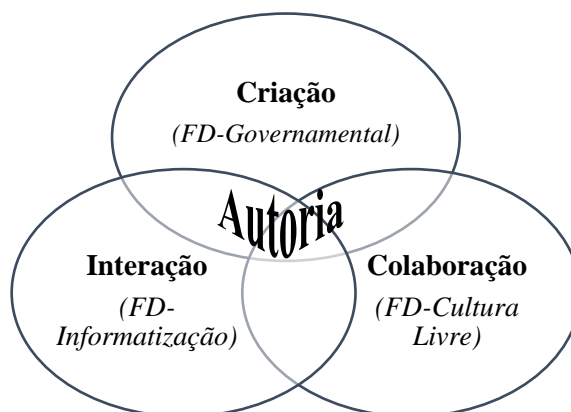 Criação
(FD-Governamental)
Autoria
Interação
(FD-
Informatização)
Colaboração
(FD-Cultura
Livre)